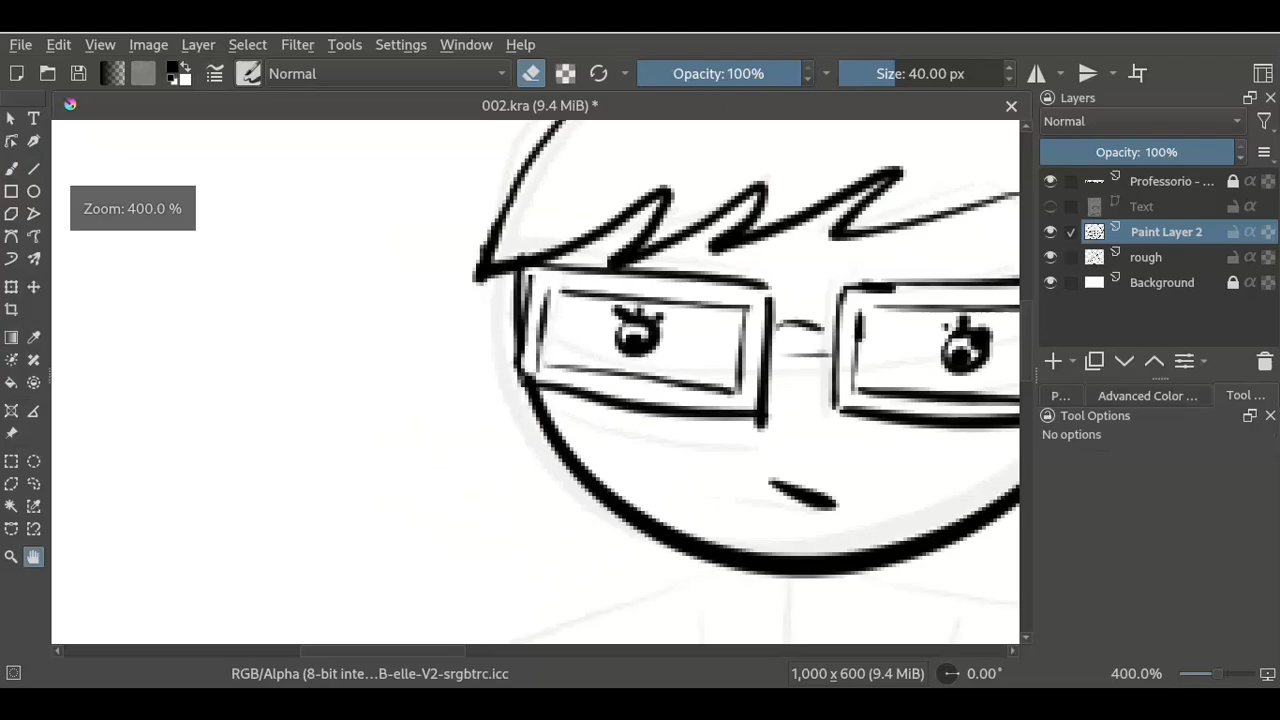 File Edit View Image Layer Select Filter Tools Settings Window Help
Normal Opacity: 100% Size: 40.00 px
002.kra (9.4 MiB) *
Zoom: 400.0 %
Layers
Normal
Opacity: 100%
Professorio - ...
Text
Paint Layer 2
rough
Background
P... Advanced Color ... Tool ...
Tool Options
No options
RGB/Alpha (8-bit inte...B-elle-V2-srgbtrc.icc 1,000 x 600 (9.4 MiB) 0.00° 400.0%